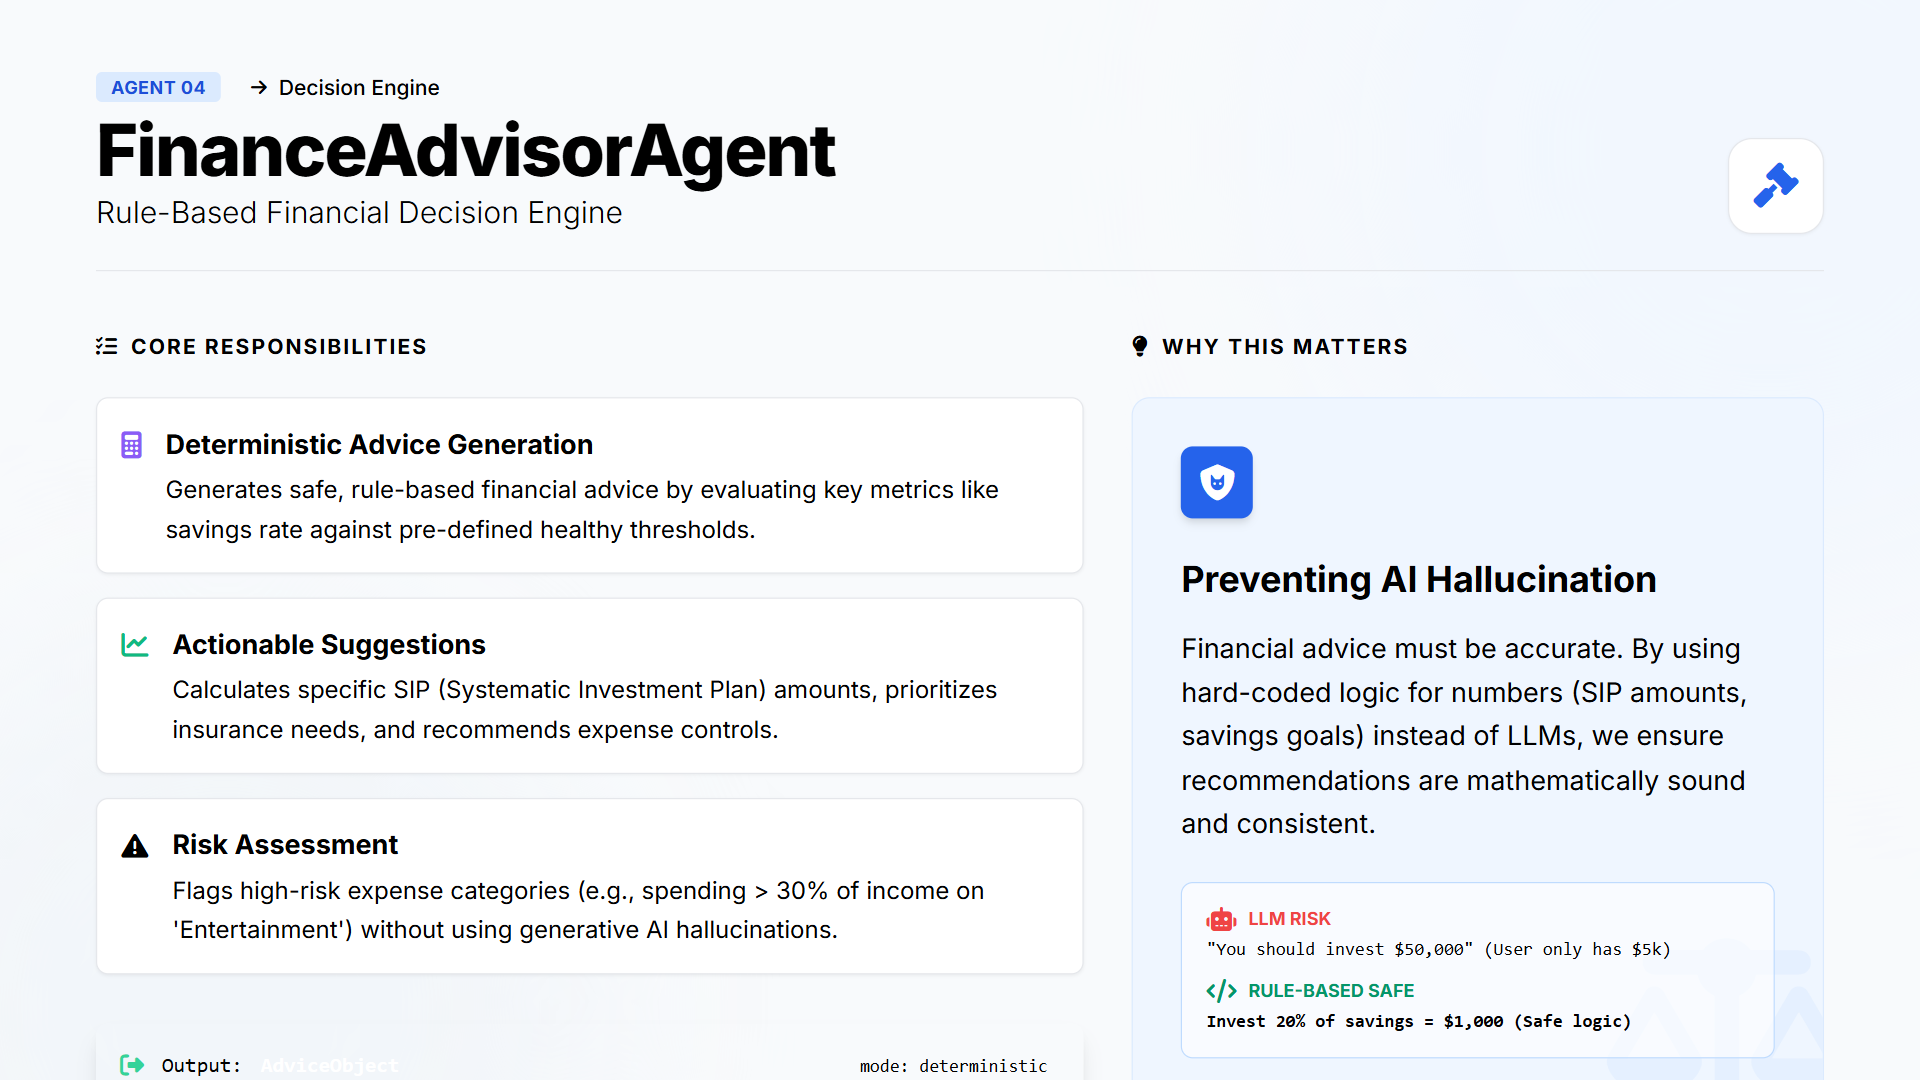 AGENT 04
→ Decision Engine
FinanceAdvisorAgent
Rule-Based Financial Decision Engine
CORE RESPONSIBILITIES
Deterministic Advice Generation
Generates safe, rule-based financial advice by evaluating key metrics like
savings rate against pre-defined healthy thresholds.
Actionable Suggestions
Calculates specific SIP (Systematic Investment Plan) amounts, prioritizes
insurance needs, and recommends expense controls.
Risk Assessment
Flags high-risk expense categories (e.g., spending > 30% of income on
'Entertainment') without using generative AI hallucinations.
Output: AdviceObject
mode: deterministic
WHY THIS MATTERS
Preventing AI Hallucination
Financial advice must be accurate. By using
hard-coded logic for numbers (SIP amounts,
savings goals) instead of LLMs, we ensure
recommendations are mathematically sound
and consistent.
LLM RISK
"You should invest $50,000" (User only has $5k)
RULE-BASED SAFE
Invest 20% of savings = $1,000 (Safe logic)